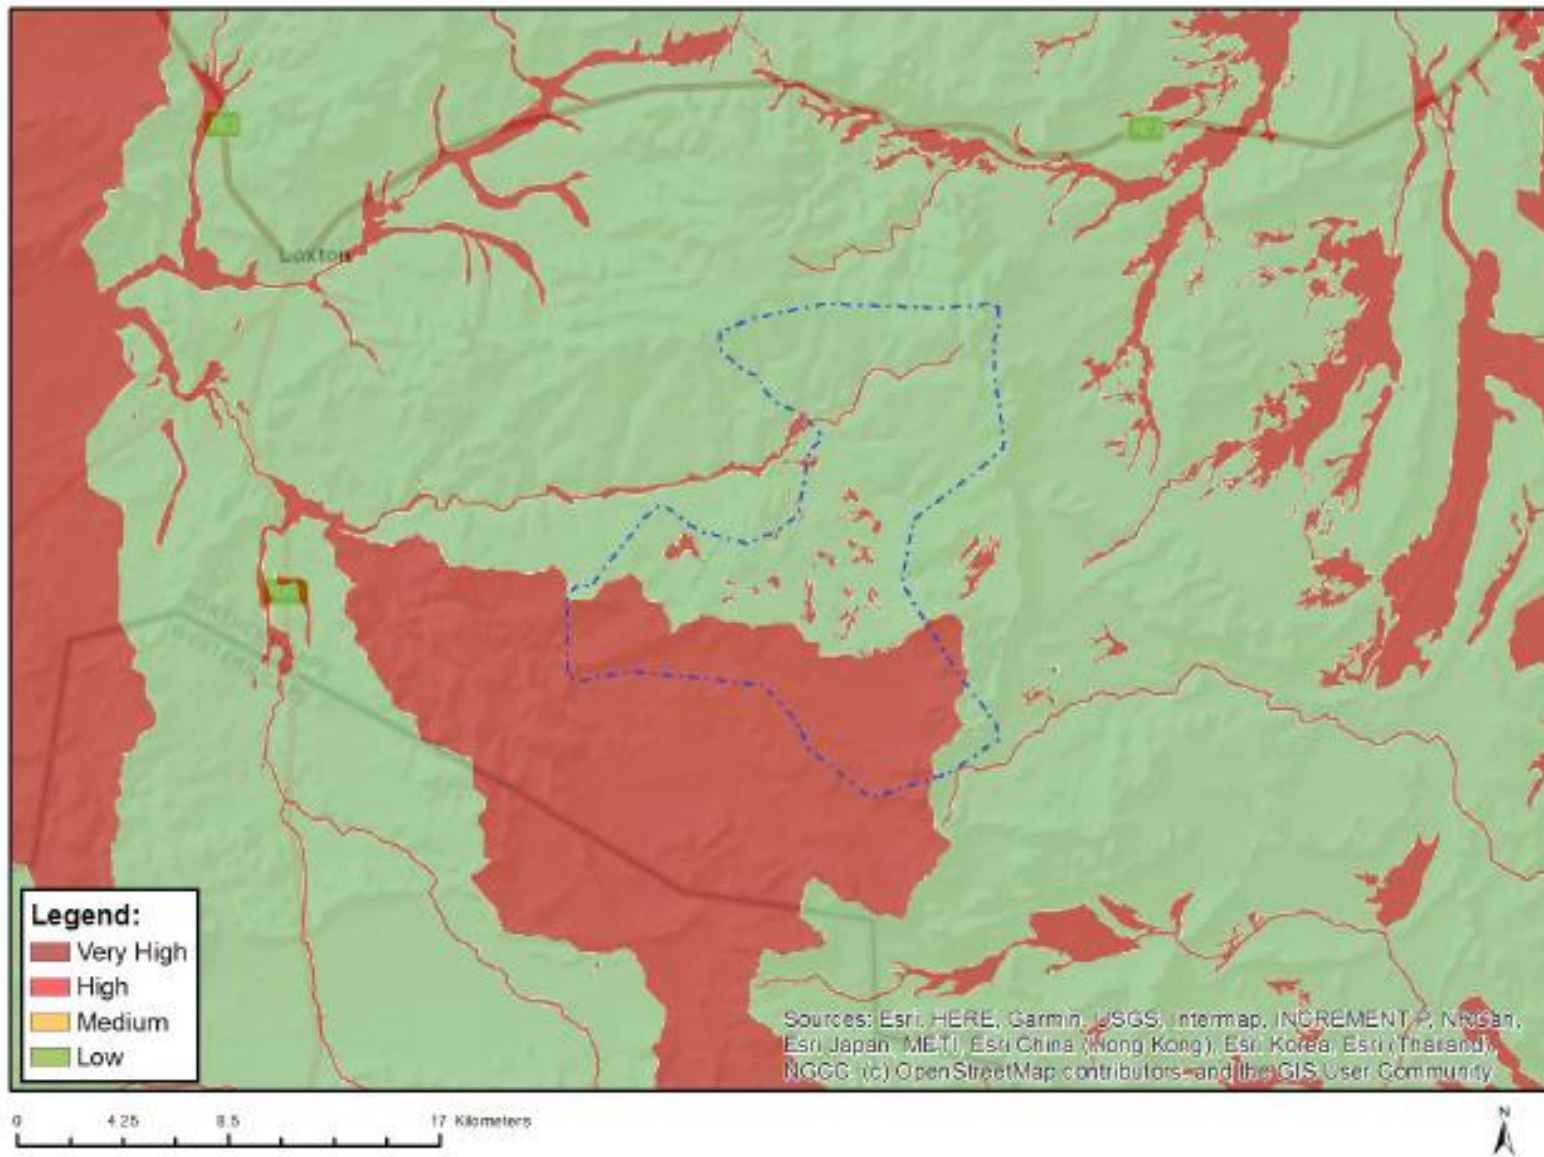 Loxton
Legend:
Very High
High
Medium
Low
Sources: Esri, HERE, Garmin, USGS, Intermap, INCREMENT P, NRCan,
Esri Japan, METI, Esri China (Hong Kong), Esri Korea, Esri (Thailand),
NGCC, (c) OpenStreetMap contributors, and the GIS User Community
0 4.25 8.5 17 Kilometers
N